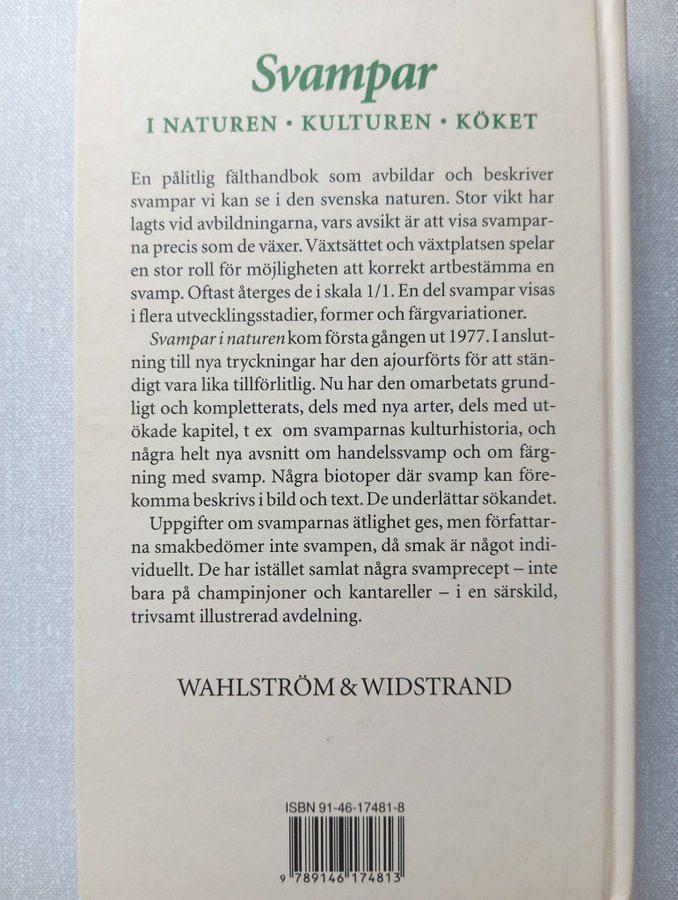 Svampar
I NATUREN • KULTUREN • KÖKET
En pålitlig fälthandbok som avbildar och beskriver
svampar vi kan se i den svenska naturen. Stor vikt har
lagts vid avbildningarna, vars avsikt är att visa svampar-
na precis som de växer. Växtsättet och växtplatsen spelar
en stor roll för möjligheten att korrekt artbestämma en
svamp. Oftast återges de i skala 1/1. En del svampar visas
i flera utvecklingsstadier, former och färgvariationer.
Svampar i naturen kom första gången ut 1977. I anslut-
ning till nya tryckningar har den ajourförts för att stän-
digt vara lika tillförlitlig. Nu har den omarbetats grund-
ligt och kompletterats, dels med nya arter, dels med ut-
ökade kapitel, t ex om svamparnas kulturhistoria, och
några helt nya avsnitt om handelssvamp och om färg-
ning med svamp. Några biotoper där svamp kan före-
komma beskrivs i bild och text. De underlättar sökandet.
Uppgifter om svamparnas ätlighet ges, men författar-
na smakbedömer inte svampen, då smak är något indi-
viduellt. De har istället samlat några svamprecept – inte
bara på champinjoner och kantareller – i en särskild,
trivsamt illustrerad avdelning.
WAHLSTRÖM & WIDSTRAND
ISBN 91-46-17481-8
9 789146 174813